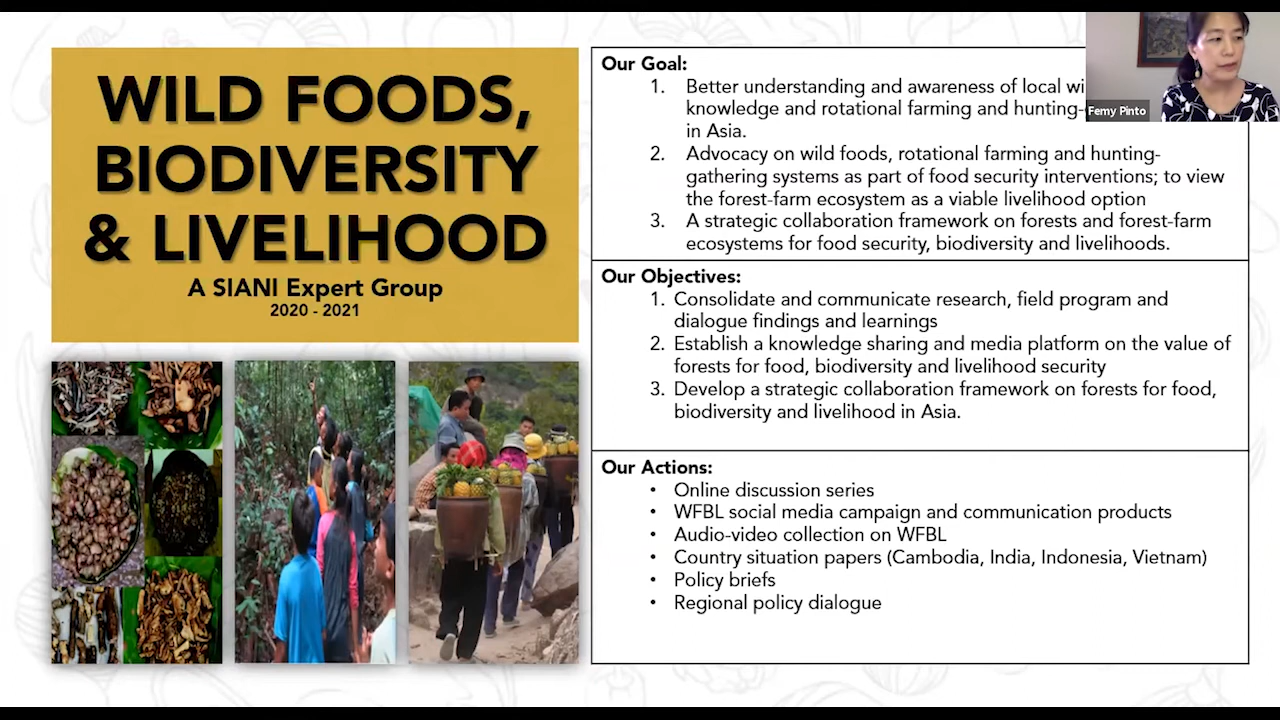 WILD FOODS,
BIODIVERSITY
& LIVELIHOOD
A SIANI Expert Group
2020 - 2021
Our Goal:
1. Better understanding and awareness of local
knowledge and rotational farming and hunting-
in Asia.
2. Advocacy on wild foods, rotational farming and hunting-
gathering systems as part of food security interventions; to view
the forest-farm ecosystem as a viable livelihood option
3. A strategic collaboration framework on forests and forest-farm
ecosystems for food security, biodiversity and livelihoods.
Femy Pinto
Our Objectives:
1. Consolidate and communicate research, field program and
dialogue findings and learnings
2. Establish a knowledge sharing and media platform on the value of
forests for food, biodiversity and livelihood security
3. Develop a strategic collaboration framework on forests for food,
biodiversity and livelihood in Asia.
Our Actions:
• Online discussion series
• WFBL social media campaign and communication products
• Audio-video collection on WFBL
• Country situation papers (Cambodia, India, Indonesia, Vietnam)
• Policy briefs
• Regional policy dialogue